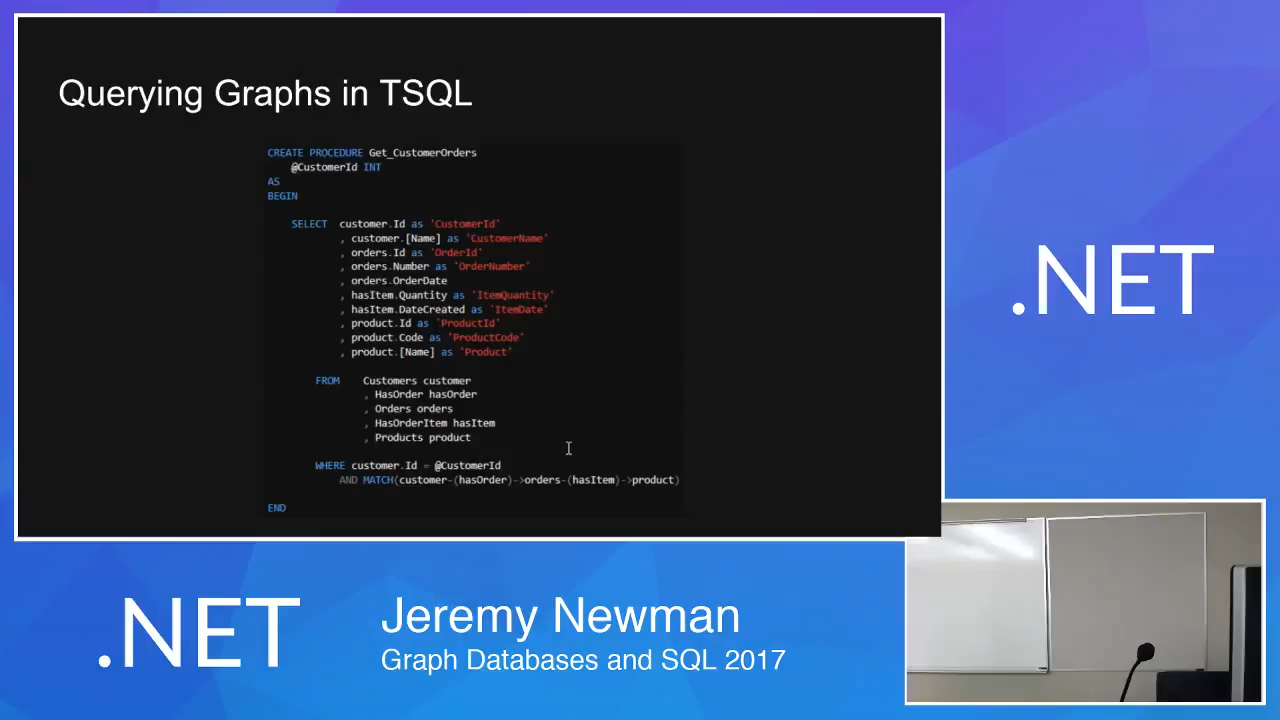 Querying Graphs in TSQL
CREATE PROCEDURE Get_CustomerOrders
@CustomerId INT
AS
BEGIN
SELECT customer.Id as 'CustomerId'
, customer.[Name] as 'CustomerName'
, orders.Id as 'OrderId'
, orders.Number as 'OrderNumber'
, orders.OrderDate
, hasItem.Quantity as 'ItemQuantity'
, hasItem.DateCreated as 'ItemDate'
, product.Id as 'ProductId'
, product.Code as 'ProductCode'
, product.[Name] as 'Product'
FROM Customers customer
, HasOrder hasOrder
, Orders orders
, HasOrderItem hasItem
, Products product
WHERE customer.Id = @CustomerId
AND MATCH(customer-(hasOrder)->orders-(hasItem)->product)
END
.NET
.NET
Jeremy Newman
Graph Databases and SQL 2017